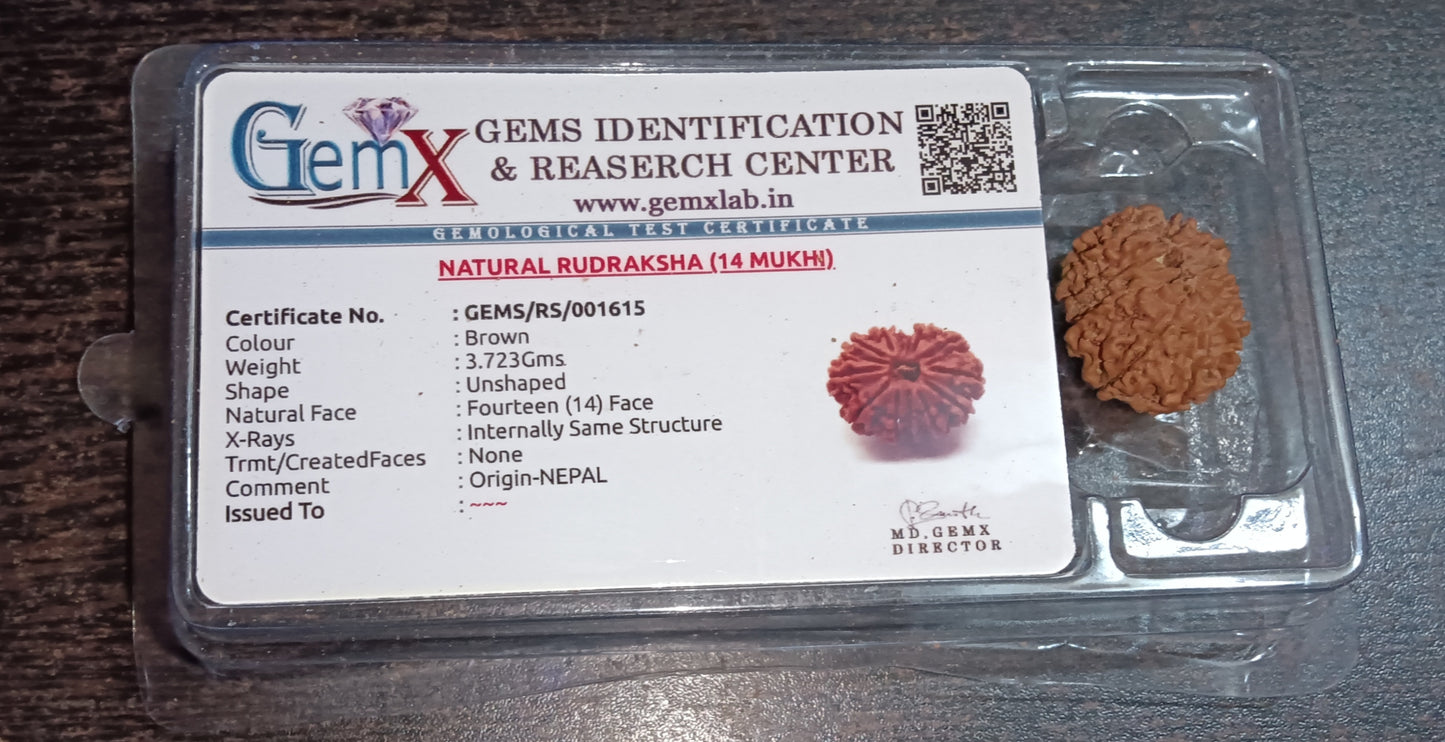 GemX
GEMS IDENTIFICATION
& REASERCH CENTER
www.gemxlab.in
GEMOLOGICAL TEST CERTIFICATE
NATURAL RUDRAKSHA (14 MUKHI)
Certificate No. : GEMS/RS/001615
Colour : Brown
Weight : 3.723Gms
Shape : Unshaped
Natural Face : Fourteen (14) Face
X-Rays : Internally Same Structure
Trmt/CreatedFaces : None
Comment : Origin-NEPAL
Issued To : ~~~
MD.GEMX
DIRECTOR